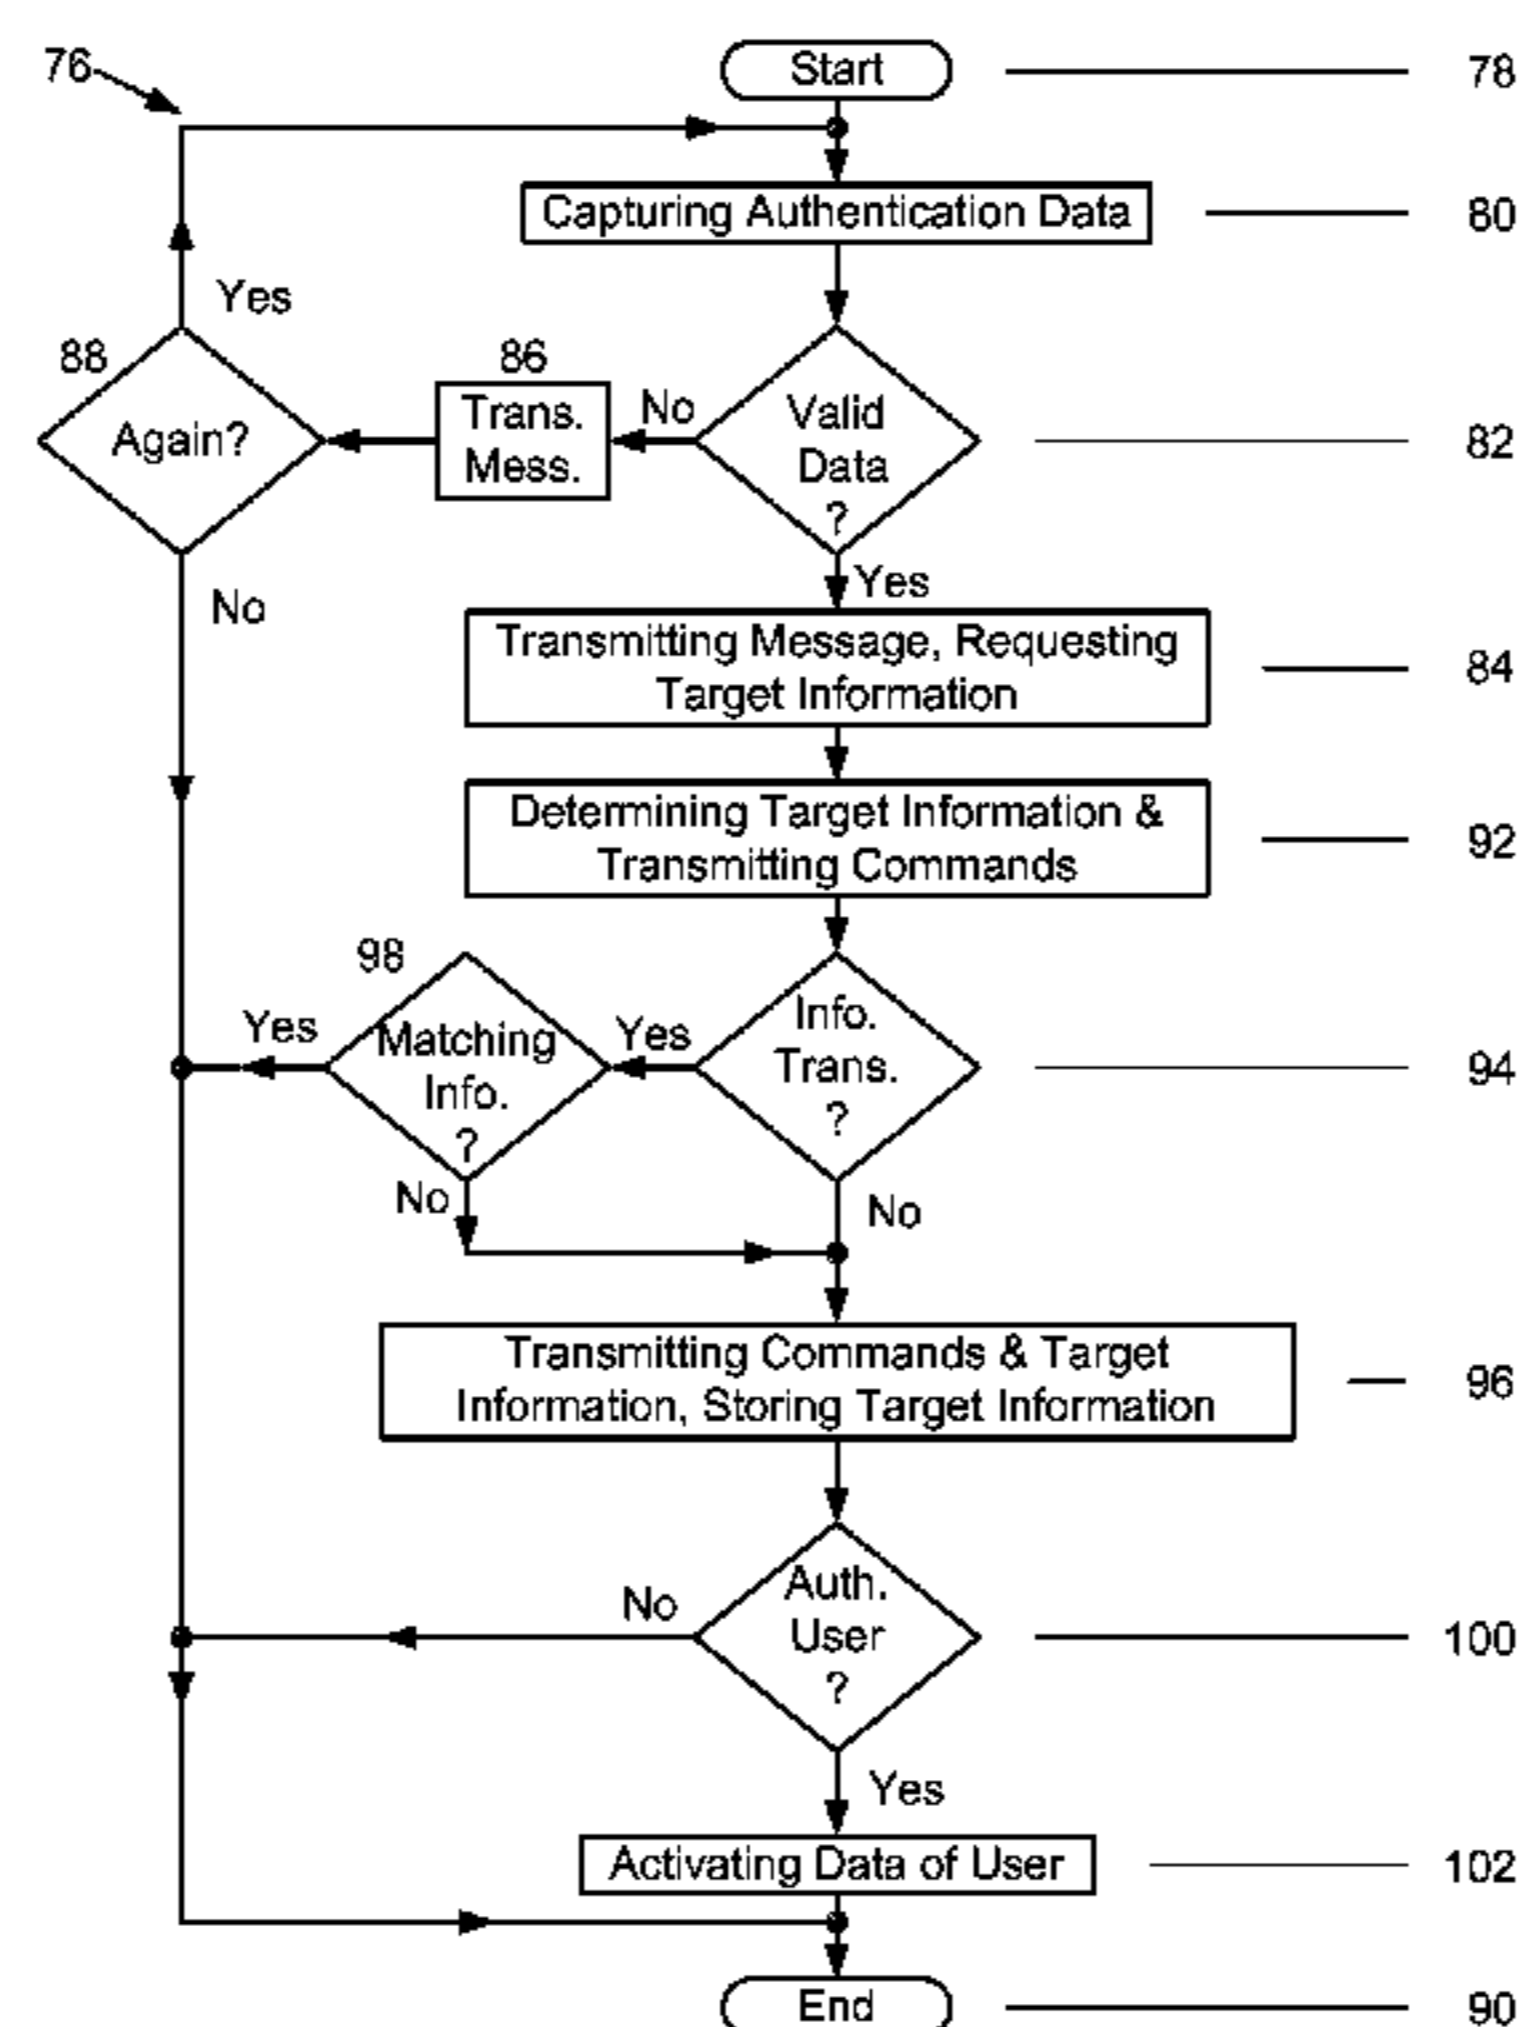 76
Start
78
Capturing Authentication Data
80
Yes
88
86
Again?
Trans.
Mess.
No
Valid
Data
?
82
No
Yes
Transmitting Message, Requesting
Target Information
84
Determining Target Information &
Transmitting Commands
92
98
Yes
Matching
Info.
?
Yes
Info.
Trans.
?
94
No
No
Transmitting Commands & Target
Information, Storing Target Information
96
No
Auth.
User
?
100
Yes
Activating Data of User
102
End
90